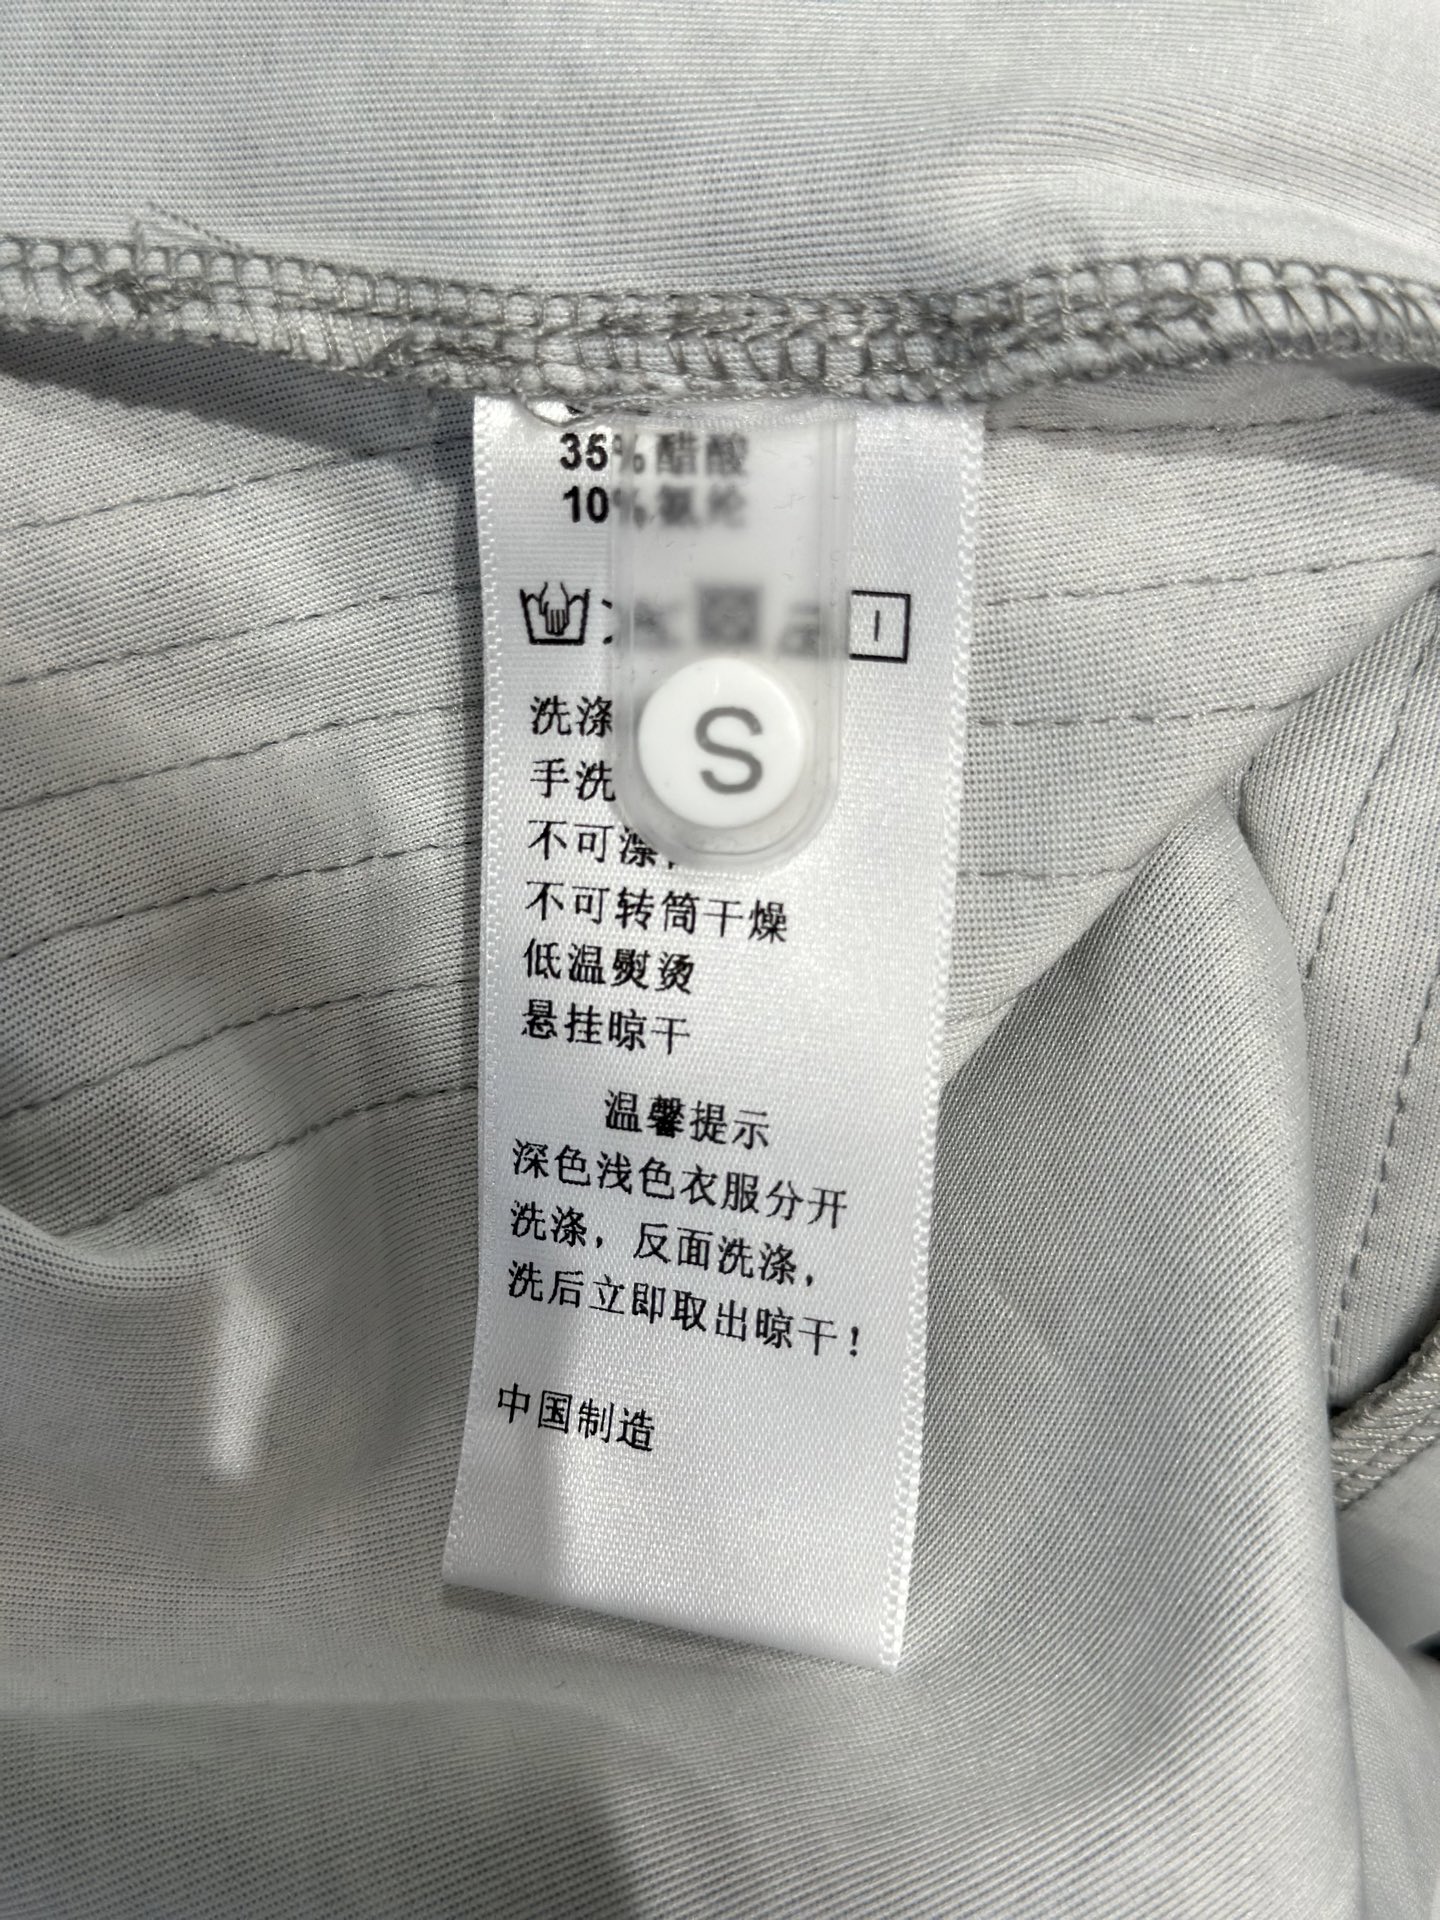 35%醋酸
10%氨纶
S
洗涤
手洗
不可漂
不可转筒干燥
低温熨烫
悬挂晾干
温馨提示
深色浅色衣服分开
洗涤，反面洗涤，
洗后立即取出晾干！
中国制造